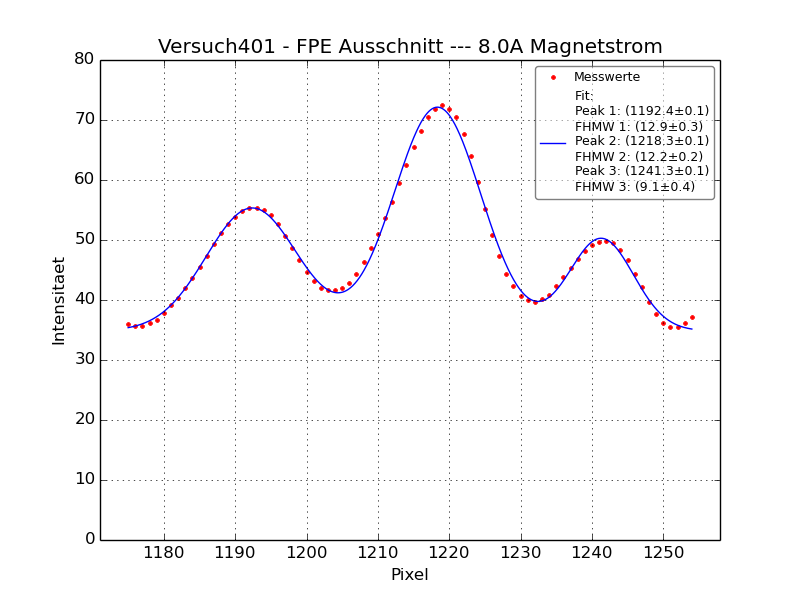 Versuch401 - FPE Ausschnitt --- 8.0A Magnetstrom
Messwerte
Fit:
Peak 1: (1192.4±0.1)
FHMW 1: (12.9±0.3)
Peak 2: (1218.3±0.1)
FHMW 2: (12.2±0.2)
Peak 3: (1241.3±0.1)
FHMW 3: (9.1±0.4)
Intensitaet
80
70
60
50
40
30
20
10
0
1180 1190 1200 1210 1220 1230 1240 1250
Pixel